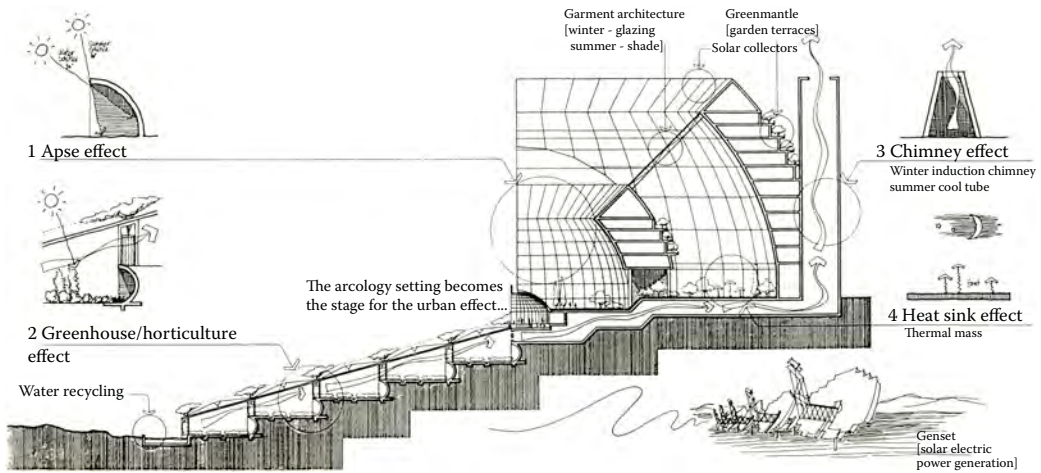 Garment architecture
[winter - glazing
summer - shade]
Greenmantle
[garden terraces]
Solar collectors
1 Apse effect
3 Chimney effect
Winter induction chimney
summer cool tube
The arcology setting becomes
the stage for the urban effect...
2 Greenhouse/horticulture
effect
4 Heat sink effect
Thermal mass
Water recycling
Genset
[solar electric
power generation]